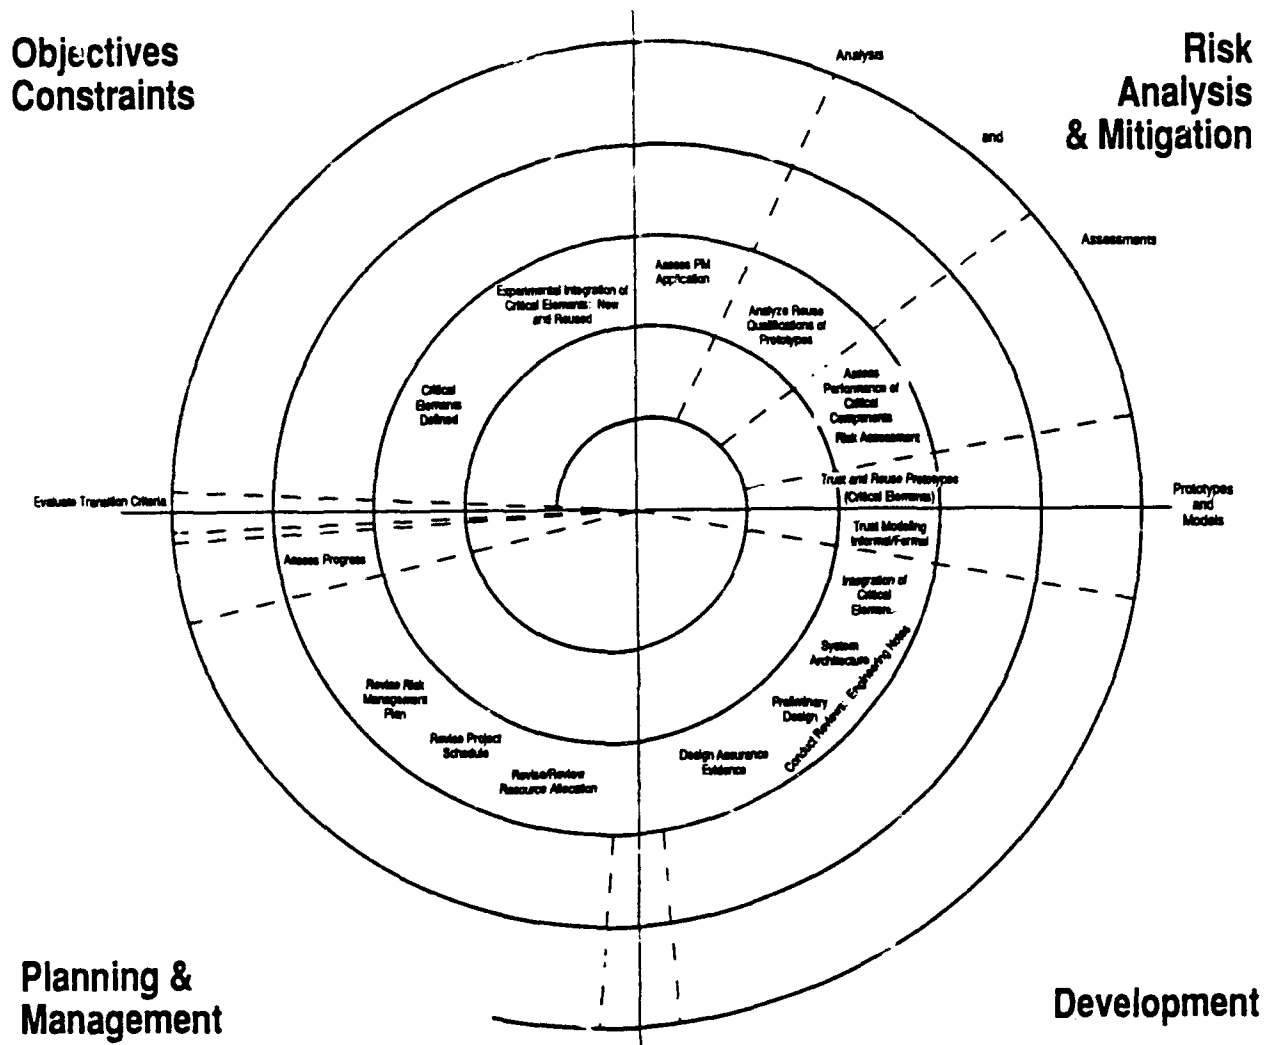 Objectives
Constraints
Risk
Analysis
& Mitigation
Analysis
and
Assessments
Experimental Integration of
Critical Elements: New
and Reused
Assess PM
Application
Analyze Reuse
Qualifications of
Prototypes
Critical
Elements
Defined
Assess
Performance of
Critical
Components
Risk Assessment
Trust and Reuse Prototypes
(Critical Elements)
Evaluate Transition Criteria
Prototypes
and
Models
Trust Modeling
Informal/Formal
Assess Progress
Integration of
Critical
Element
System
Architecture
Conduct Reviews: Engineering Notes
Preliminary
Design
Design Assurance
Evidence
Revise Risk
Management
Plan
Revise Project
Schedule
Revise/Review
Resource Allocation
Planning &
Management
Development